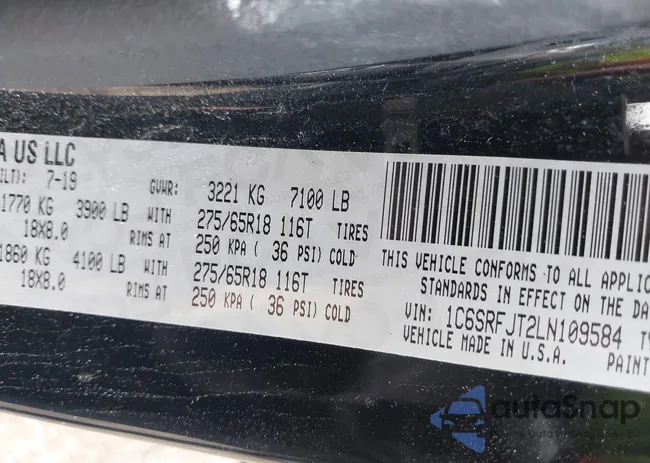 A US LLC
ILT): 7-19 GVWR: 3221 KG 7100 LB
1770 KG 3900 LB WITH 275/65R18 116T TIRES
18X8.0 RIMS AT 250 KPA ( 36 PSI) COLD
1860 KG 4100 LB WITH 275/65R18 116T TIRES
18X8.0 RIMS AT 250 KPA ( 36 PSI) COLD
THIS VEHICLE CONFORMS TO ALL APPLIC
STANDARDS IN EFFECT ON THE DA
VIN: 1C6SRFJT2LN109584 TY
VEHICLE MADE IN U.S.A. PAINT
autoSnap